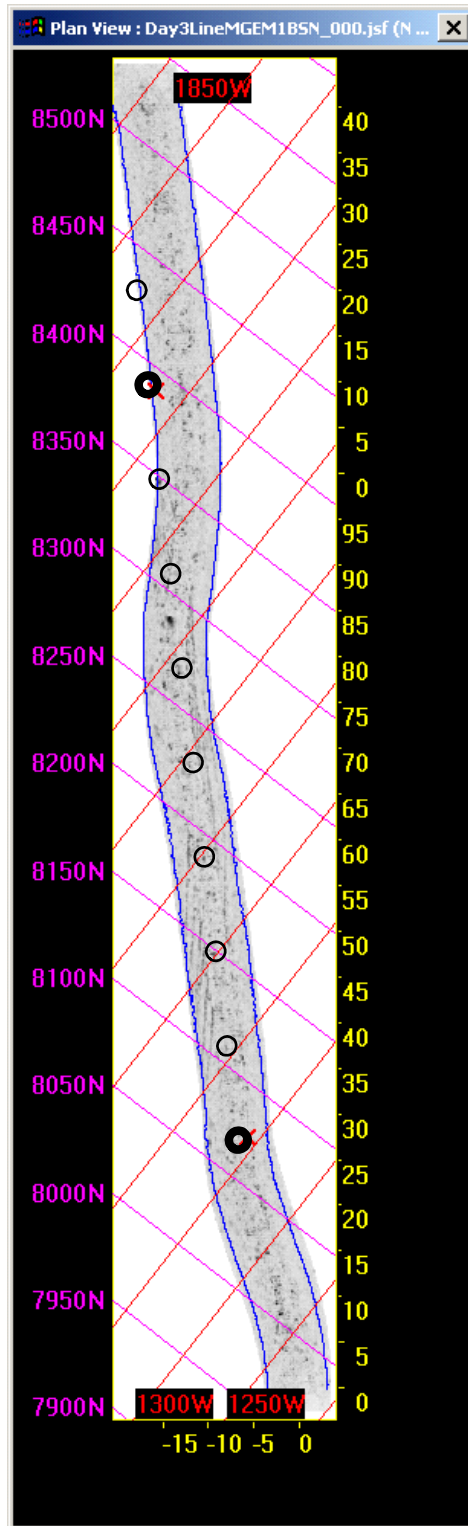 Plan View : Day3LineMGEM1BSN_000.jsf (N ...
1850W
8500N
8450N
8400N
8350N
8300N
8250N
8200N
8150N
8100N
8050N
8000N
7950N
7900N
40
35
30
25
20
15
10
5
0
95
90
85
80
75
70
65
60
55
50
45
40
35
30
25
20
15
10
5
0
1300W 1250W
-15 -10 -5 0